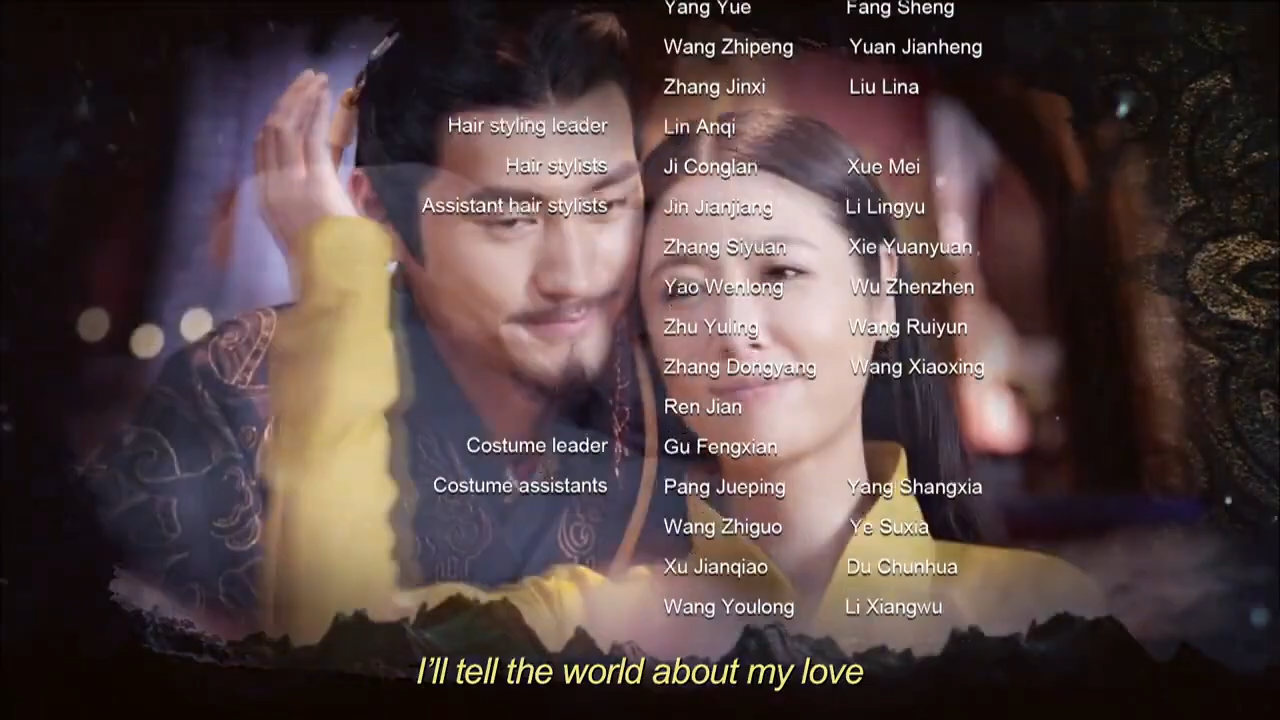 Yang Yue Fang Sheng
Wang Zhipeng Yuan Jianheng
Zhang Jinxi Liu Lina
Hair styling leader Lin Anqi
Hair stylists Ji Conglan Xue Mei
Assistant hair stylists Jin Jianjiang Li Lingyu
Zhang Siyuan Xie Yuanyuan
Yao Wenlong Wu Zhenzhen
Zhu Yuling Wang Ruiyun
Zhang Dongyang Wang Xiaoxing
Ren Jian
Costume leader Gu Fengxian
Costume assistants Pang Jueping Yang Shangxia
Wang Zhiguo Ye Suxia
Xu Jianqiao Du Chunhua
Wang Youlong Li Xiangwu
I'll tell the world about my love